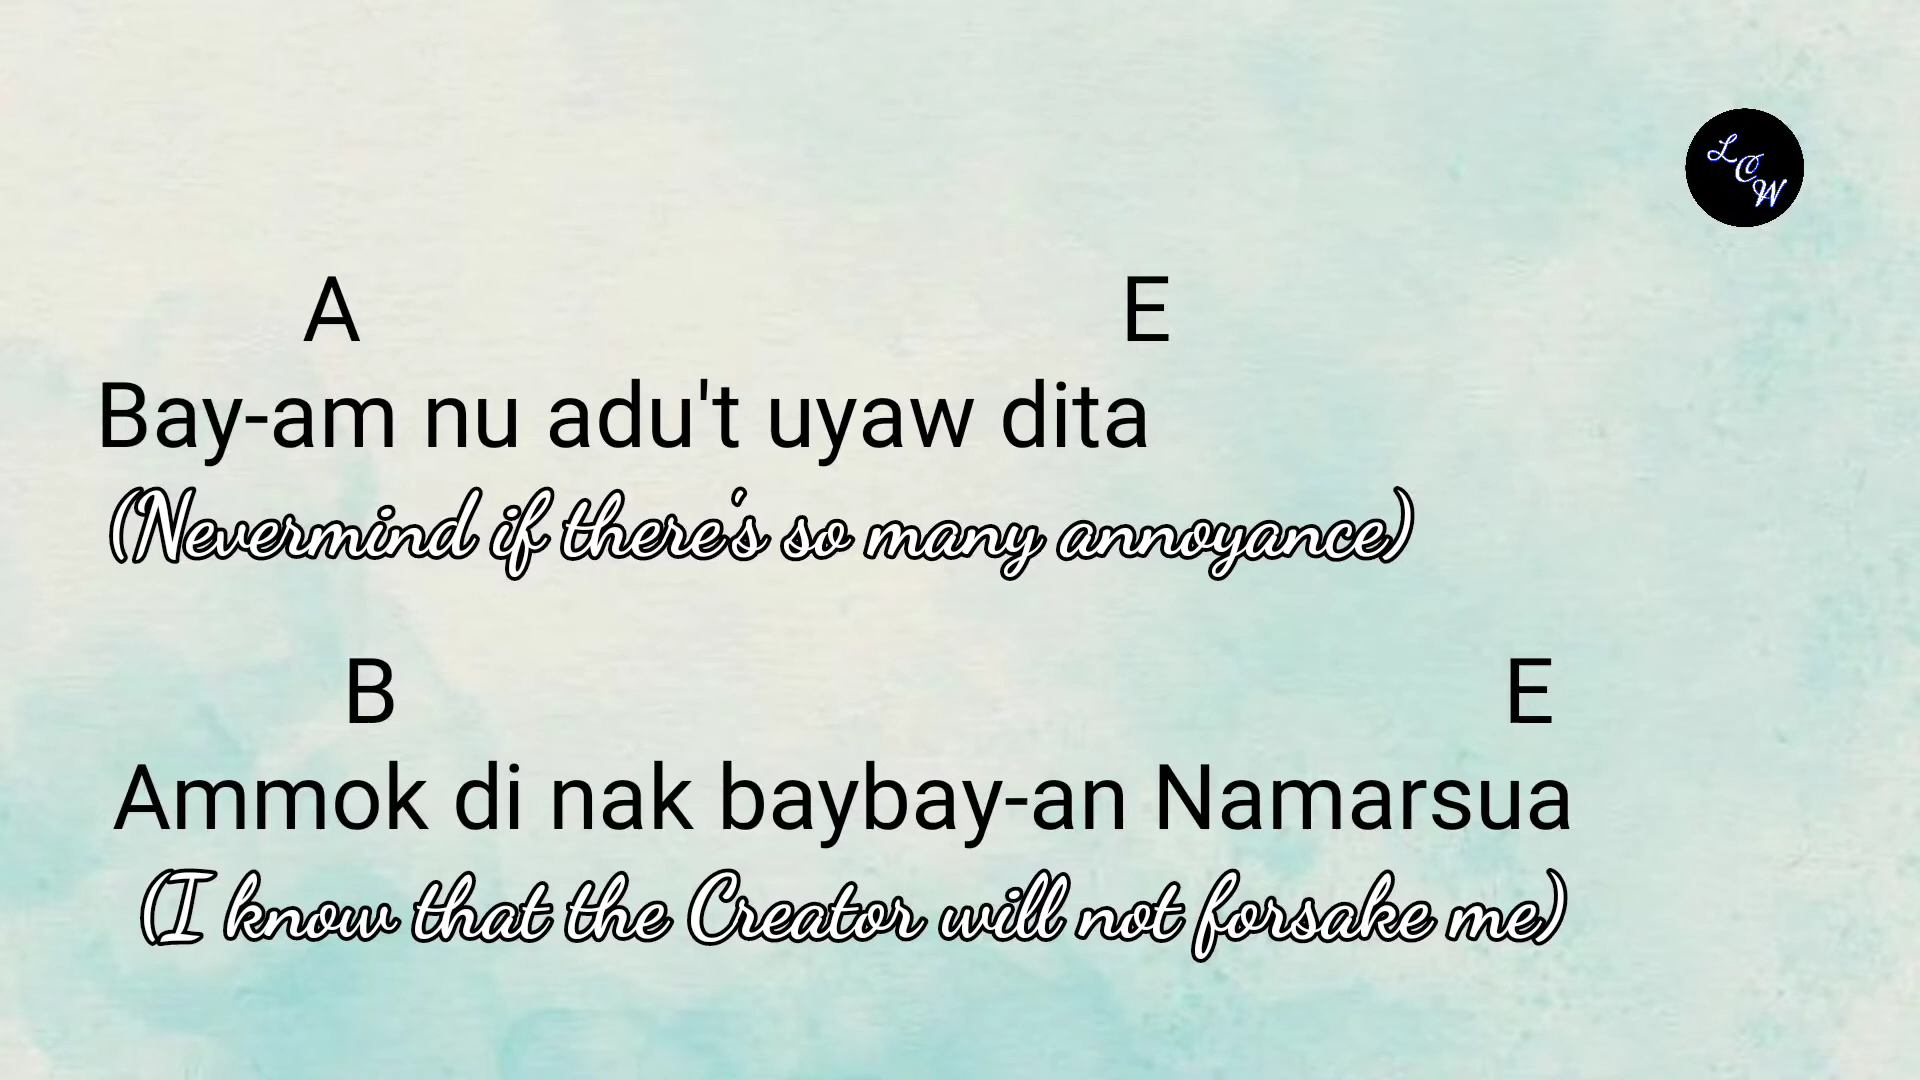 L C W
A E
Bay-am nu adu't uyaw dita
(Nevermind if there's so many annoyance)
B E
Ammok di nak baybay-an Namarsua
(I know that the Creator will not forsake me)